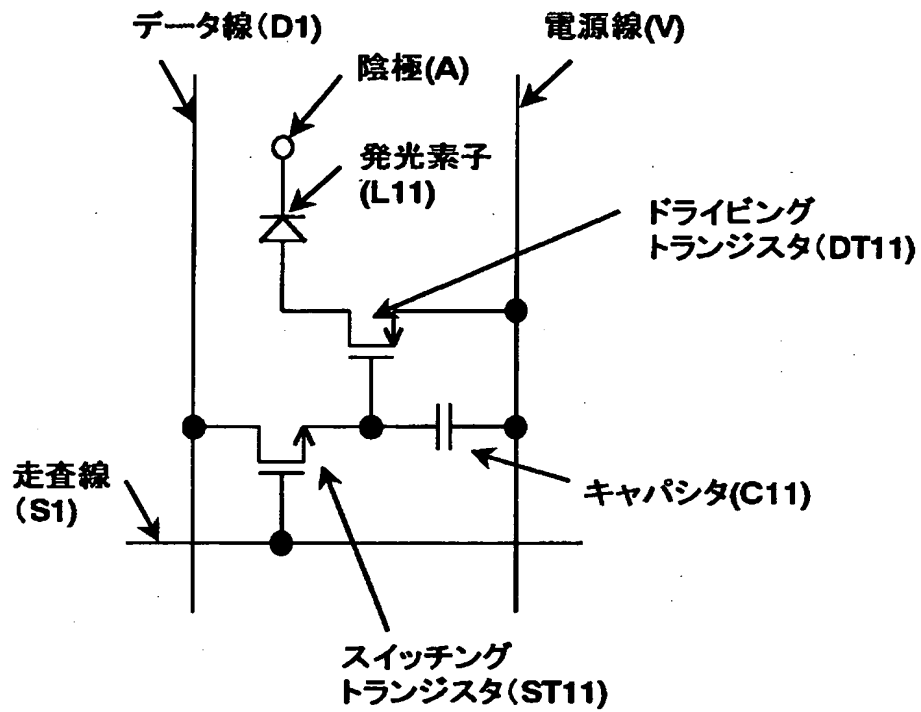 データ線(D1)
電源線(V)
陰極(A)
発光素子
(L11)
ドライビング
トランジスタ(DT11)
走査線
(S1)
キャパシタ(C11)
スイッチング
トランジスタ(ST11)